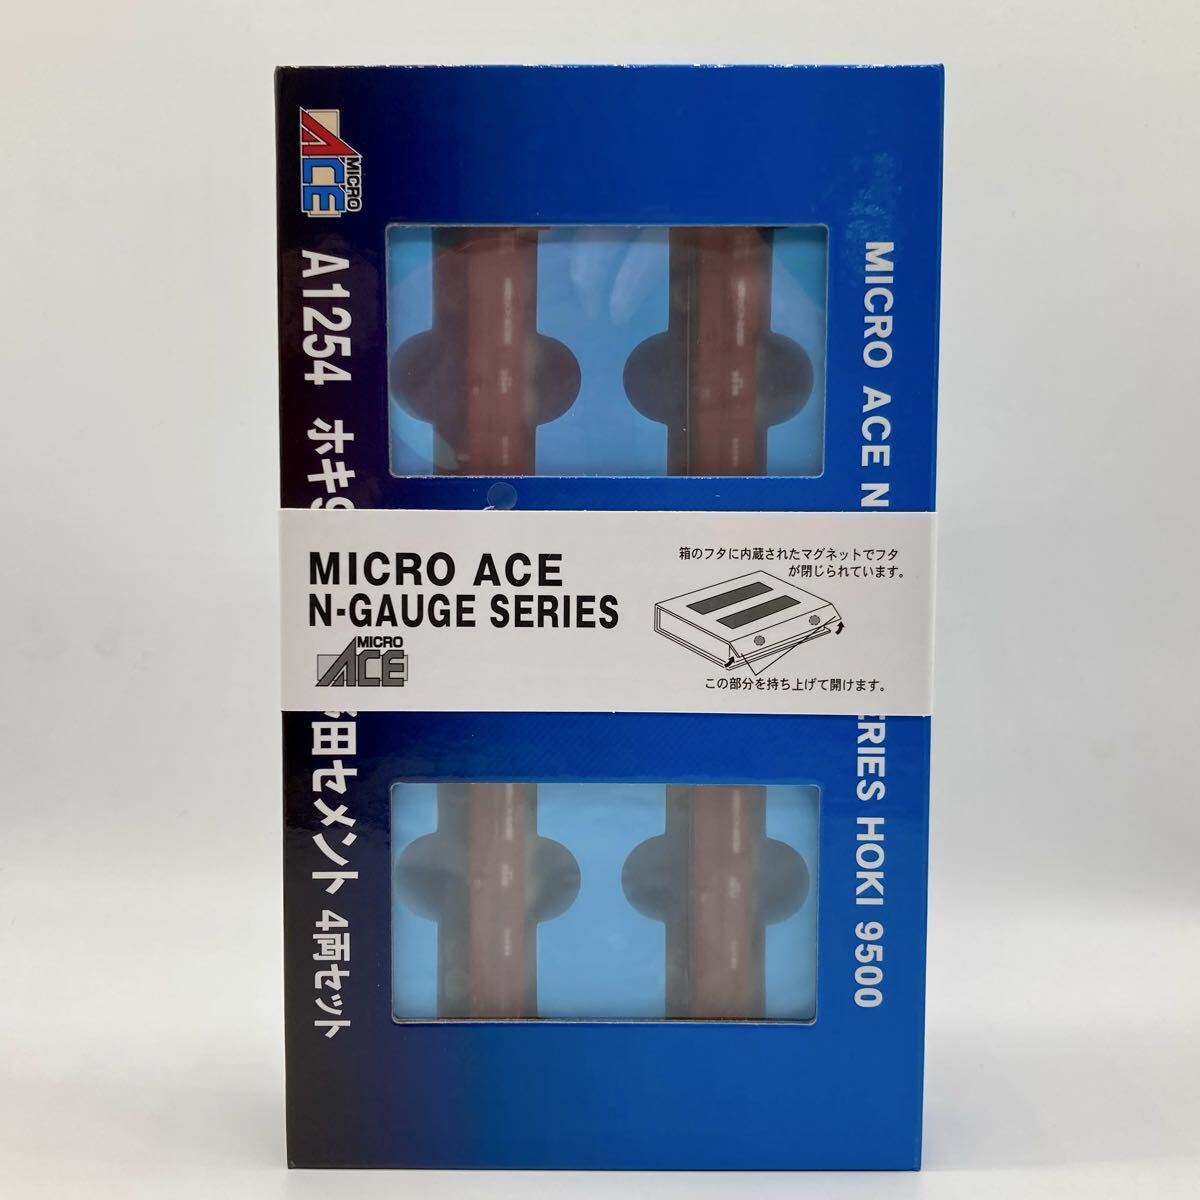 MICRO ACE
A1254 ホキ9
田セメント 4両セット
MICRO ACE N
ERIES HOKI 9500
MICRO ACE
N-GAUGE SERIES
MICRO ACE
箱のフタに内蔵されたマグネットでフタ
が閉じられています。
この部分を持ち上げて開けます。